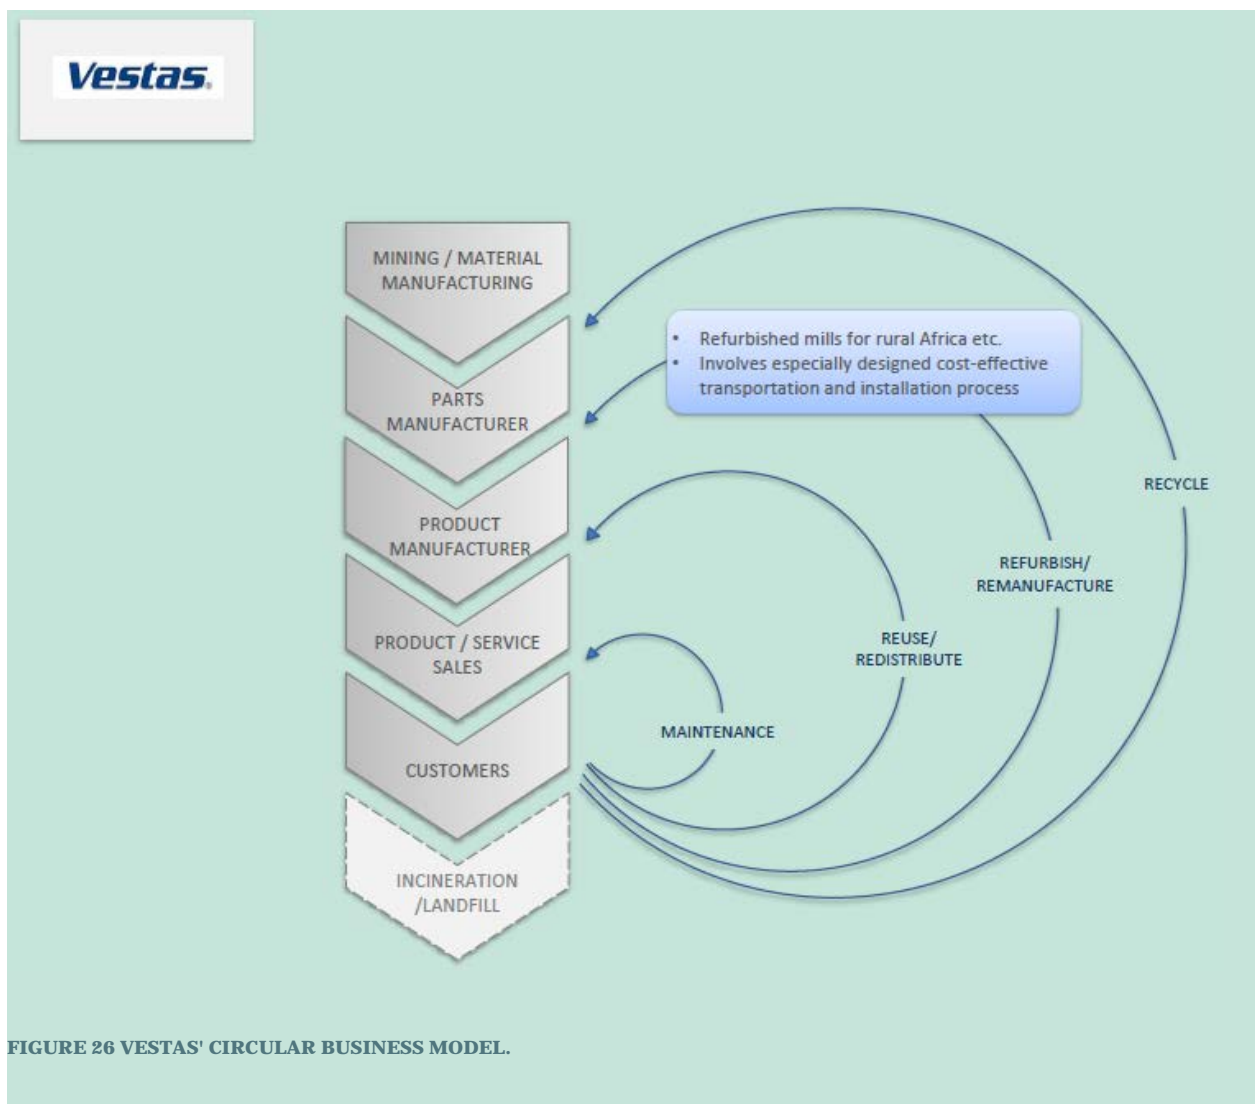 Vestas®
MINING / MATERIAL
MANUFACTURING
• Refurbished mills for rural Africa etc.
• Involves especially designed cost-effective
transportation and installation process
PARTS
MANUFACTURER
RECYCLE
PRODUCT
MANUFACTURER
REFURBISH/
REMANUFACTURE
PRODUCT / SERVICE
SALES
REUSE/
REDISTRIBUTE
MAINTENANCE
CUSTOMERS
INCINERATION
/LANDFILL
FIGURE 26 VESTAS' CIRCULAR BUSINESS MODEL.